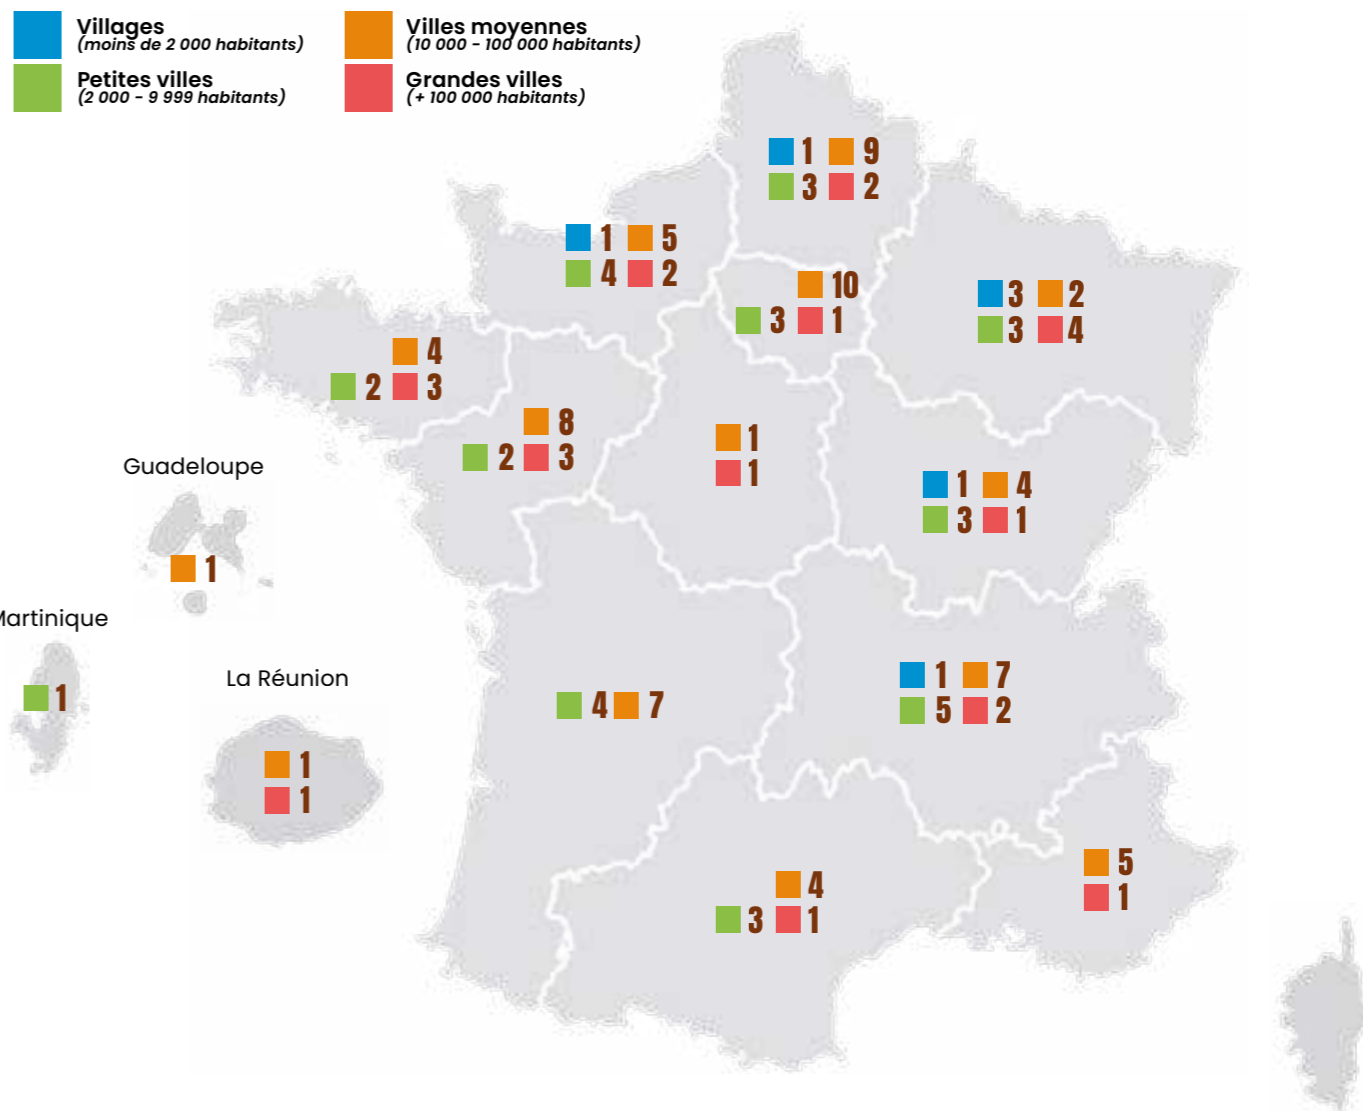 Villages
(moins de 2 000 habitants)
Petites villes
(2 000 - 9 999 habitants)
Villes moyennes
(10 000 - 100 000 habitants)
Grandes villes
(+ 100 000 habitants)
1 9
3 2
1 5
4 2
10
3 1
3 2
3 4
4
2 3
8
2 3
1
1
1 4
3 1
Guadeloupe
1
Martinique
1
La Réunion
1
1
4 7
1 7
5 2
4
3 1
5
1